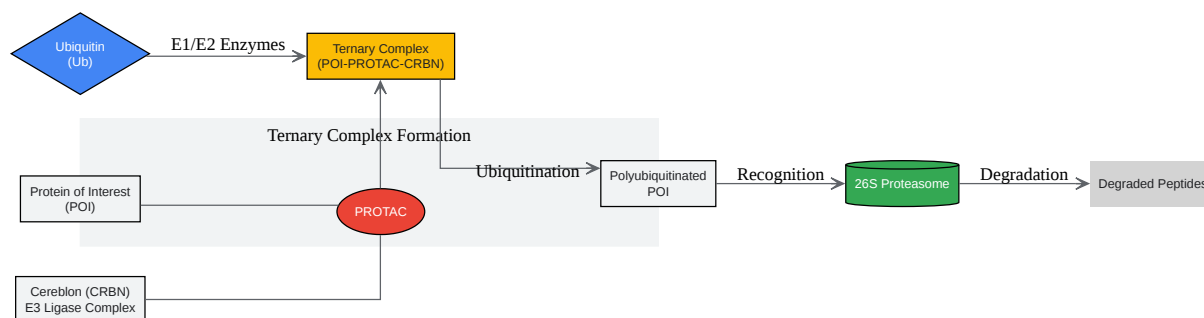 Ubiquitin
(Ub)
E1/E2 Enzymes
Ternary Complex
(POI-PROTAC-CRBN)
Ternary Complex Formation
Protein of Interest
(POI)
PROTAC
Cereblon (CRBN)
E3 Ligase Complex
Ubiquitination
Polyubiquitinated
POI
Recognition
26S Proteasome
Degradation
Degraded Peptides